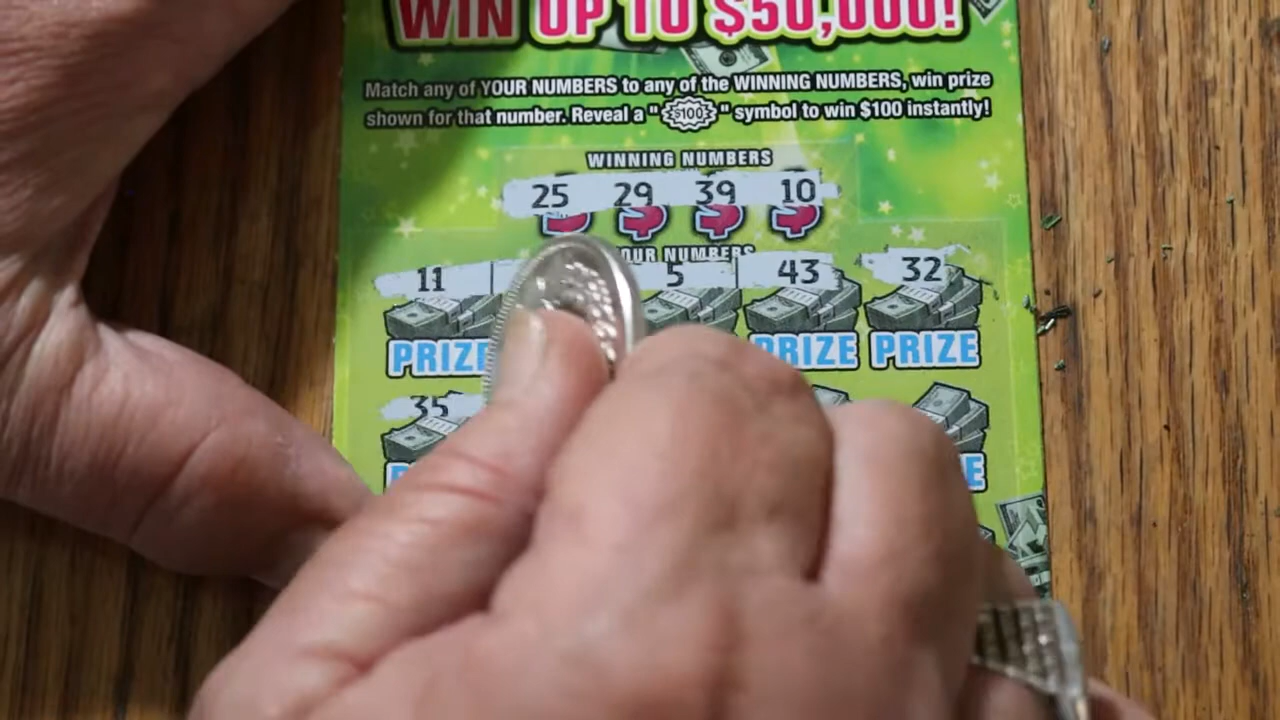 WIN UP TO $50,000!
Match any of YOUR NUMBERS to any of the WINNING NUMBERS, win prize
shown for that number. Reveal a "$100" symbol to win $100 instantly!
WINNING NUMBERS
25 29 39 10
YOUR NUMBERS
11 5 43 32
PRIZE PRIZE PRIZE
35